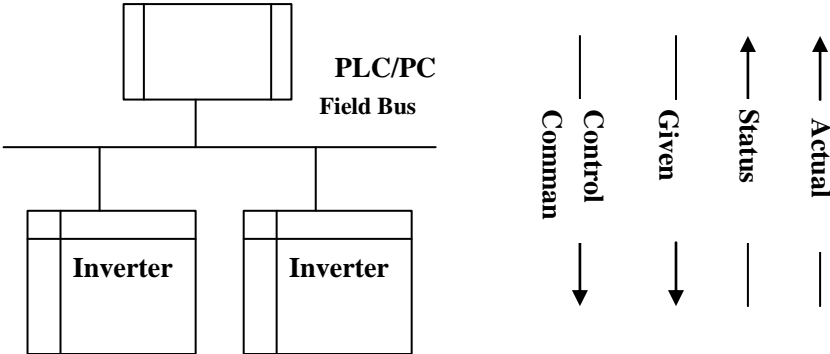 PLC/PC
Field Bus
Inverter
Inverter
Control
Comman
Given
Status
Actual